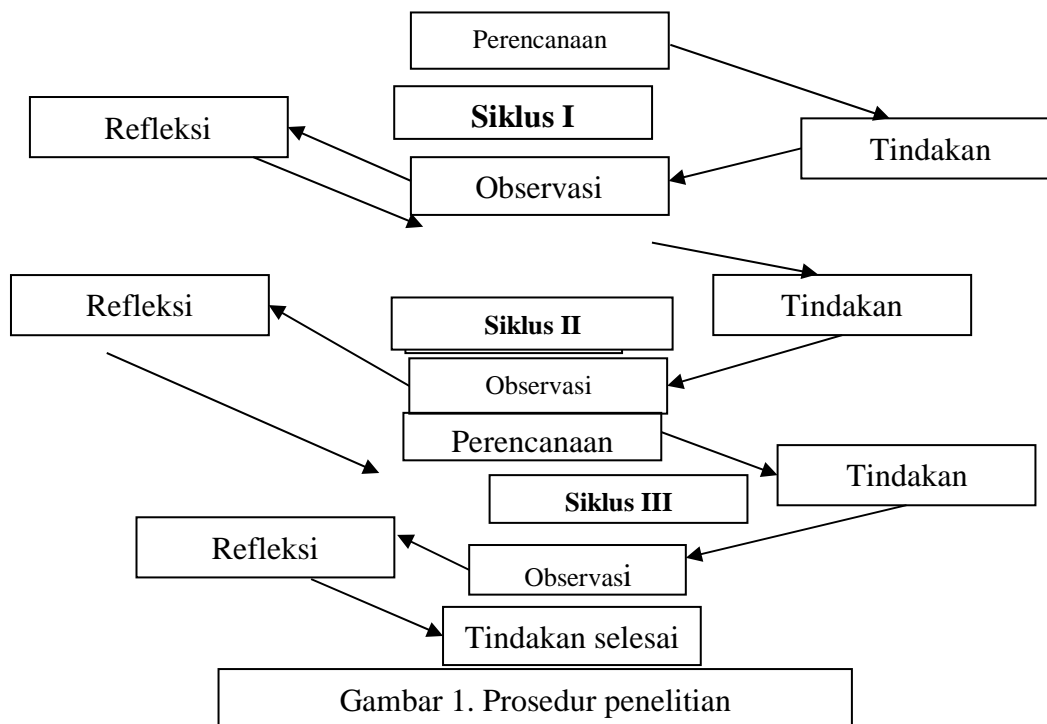 Perencanaan
Siklus I
Refleksi
Tindakan
Observasi
Refleksi
Tindakan
Siklus II
Observasi
Perencanaan
Tindakan
Siklus III
Refleksi
Observasi
Tindakan selesai
Gambar 1. Prosedur penelitian